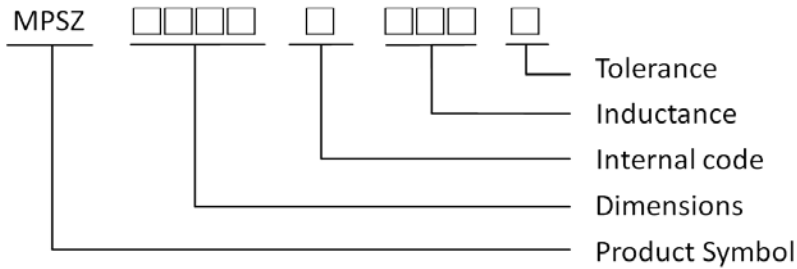 MPSZ □□□□ □ □□□ □
Tolerance
Inductance
Internal code
Dimensions
Product Symbol